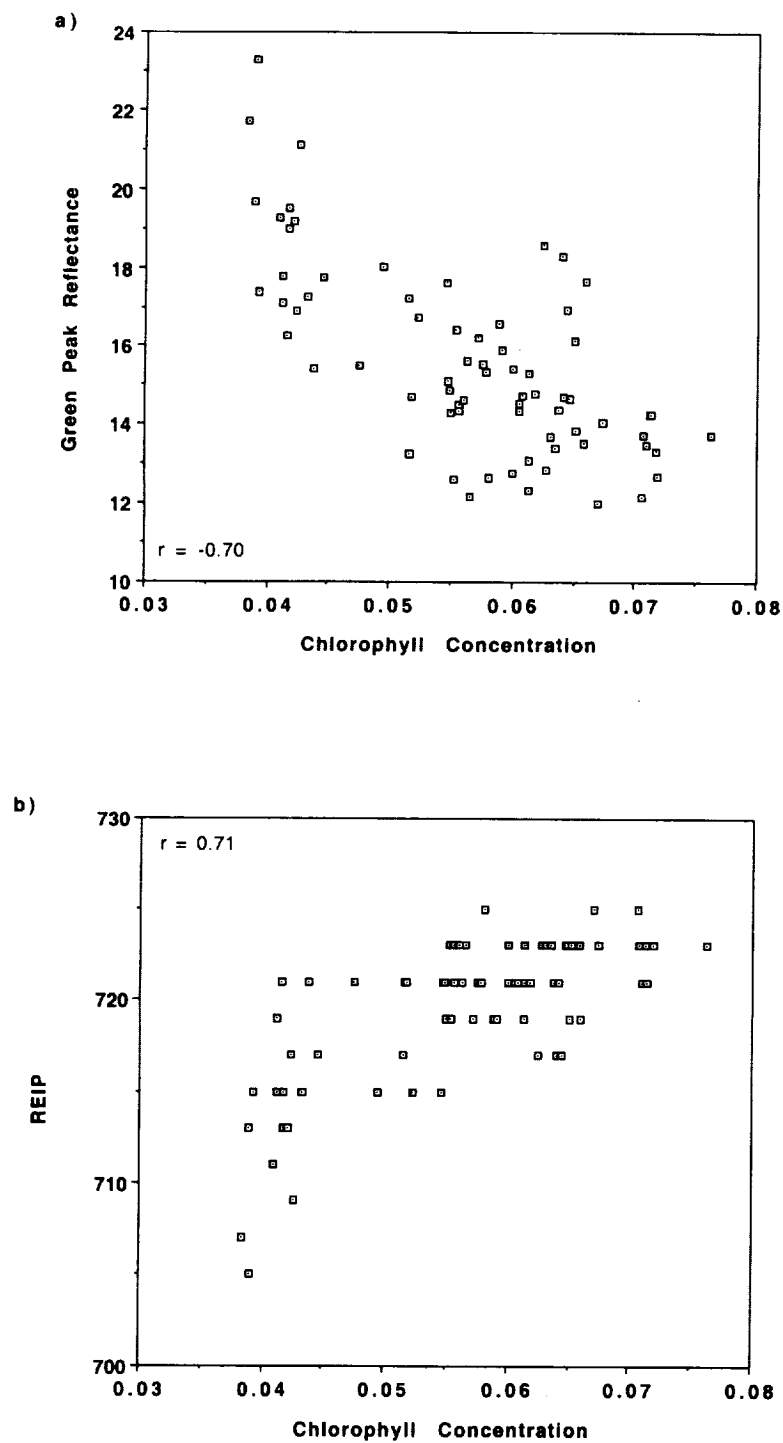 a)
24
22
20
18
16
14
12
10
Green Peak Reflectance
r = -0.70
0.03 0.04 0.05 0.06 0.07 0.08
Chlorophyll Concentration
b)
730
720
710
700
REIP
r = 0.71
0.03 0.04 0.05 0.06 0.07 0.08
Chlorophyll Concentration